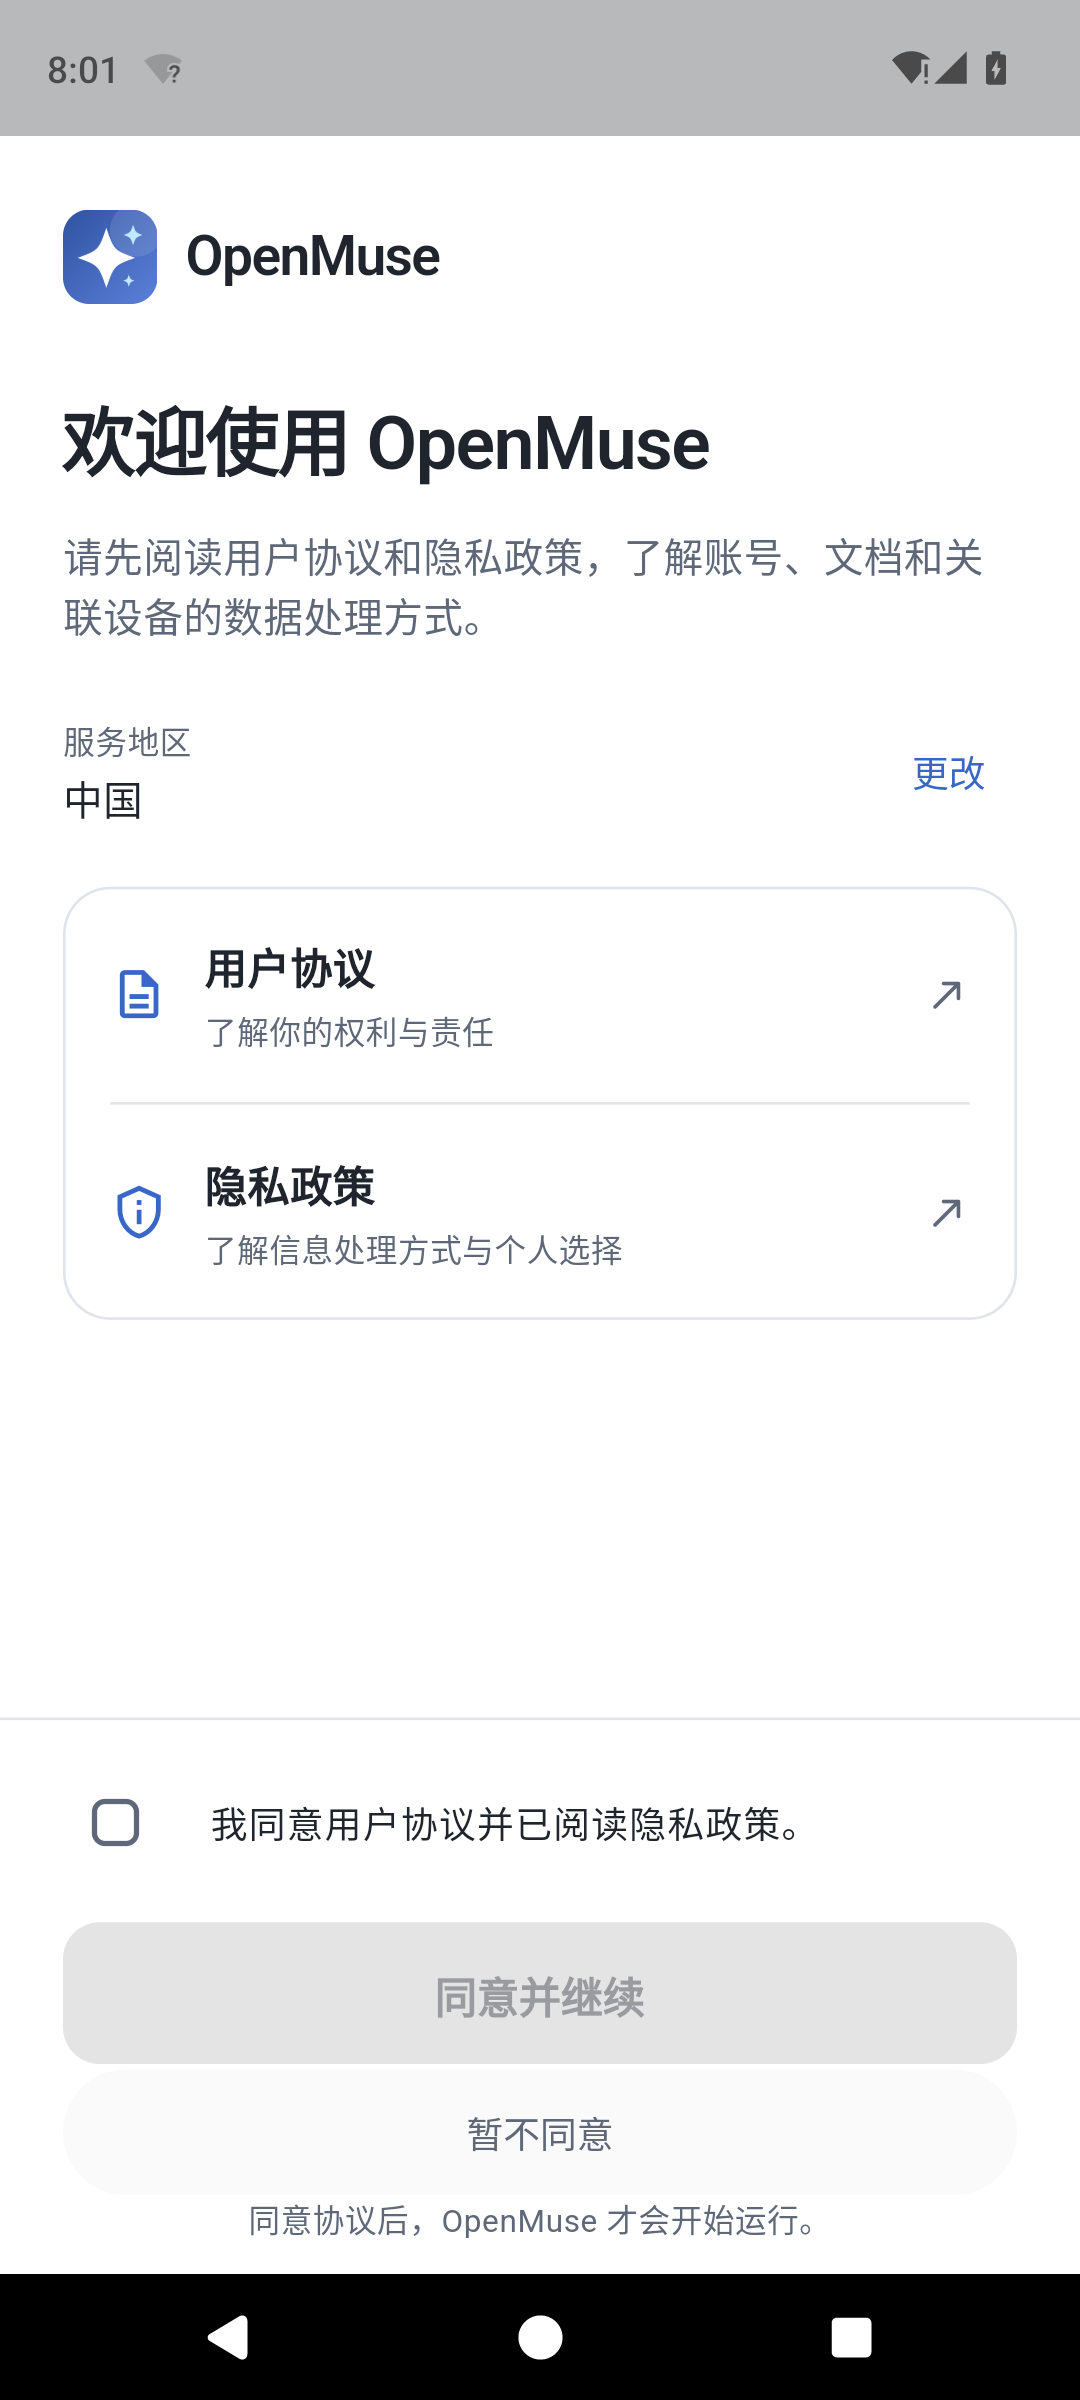 8:01
OpenMuse
欢迎使用 OpenMuse
请先阅读用户协议和隐私政策，了解账号、文档和关
联设备的数据处理方式。
服务地区
中国
更改
用户协议
了解你的权利与责任
隐私政策
了解信息处理方式与个人选择
我同意用户协议并已阅读隐私政策。
同意并继续
暂不同意
同意协议后，OpenMuse 才会开始运行。